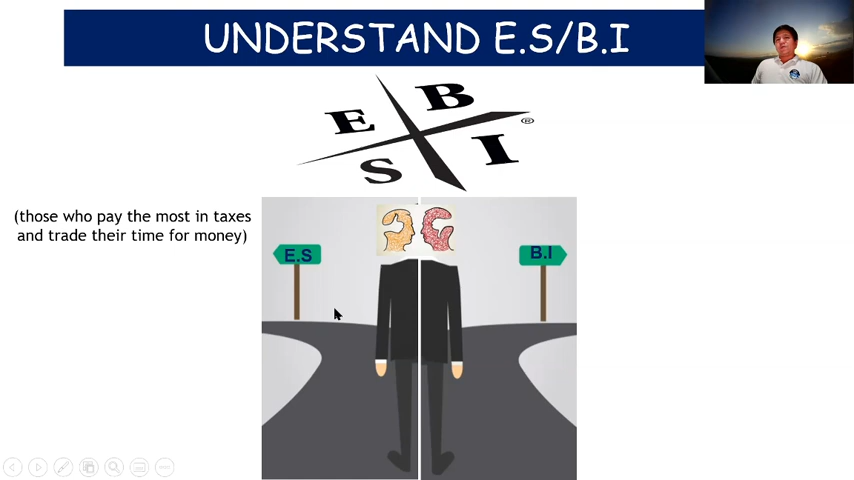 UNDERSTAND E.S/B.I
E B
S I ®
(those who pay the most in taxes
and trade their time for money)
E.S
B.I